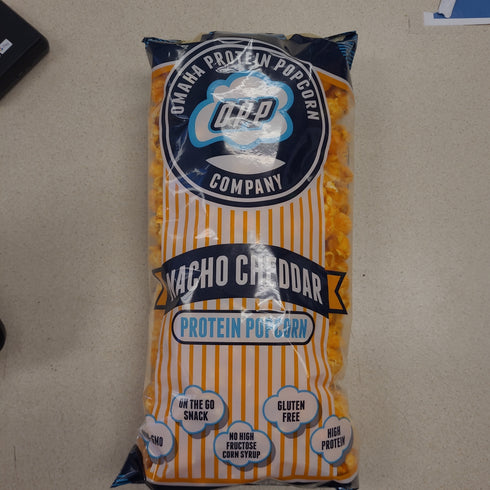 OMAHA PROTEIN POPCORN
O.P.P
COMPANY
NACHO CHEDDAR
PROTEIN POPCORN
ON THE GO
SNACK
GLUTEN
FREE
GMO
NO HIGH
FRUCTOSE
CORN SYRUP
HIGH
PROTEIN